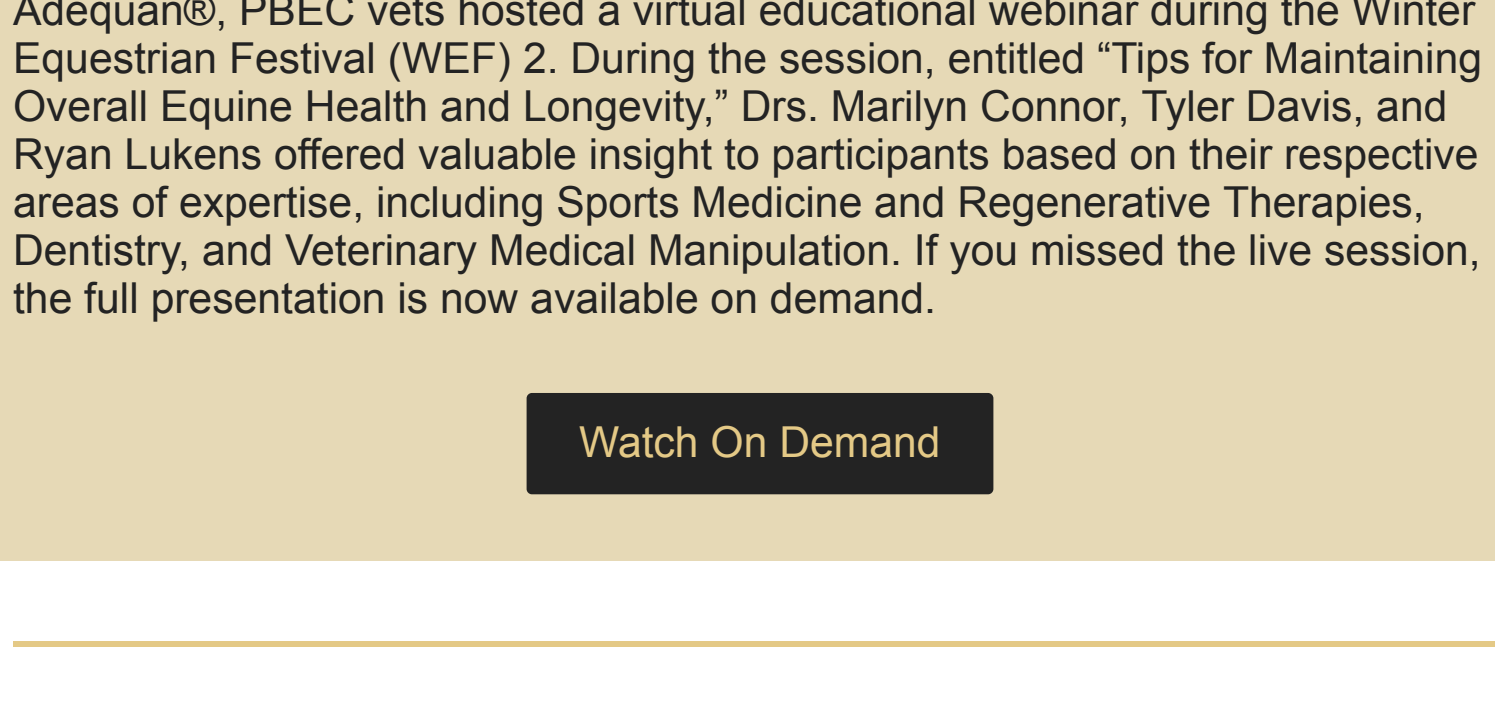 Adequan®, PBEC vets hosted a virtual educational webinar during the Winter
Equestrian Festival (WEF) 2. During the session, entitled “Tips for Maintaining
Overall Equine Health and Longevity,” Drs. Marilyn Connor, Tyler Davis, and
Ryan Lukens offered valuable insight to participants based on their respective
areas of expertise, including Sports Medicine and Regenerative Therapies,
Dentistry, and Veterinary Medical Manipulation. If you missed the live session,
the full presentation is now available on demand.
Watch On Demand